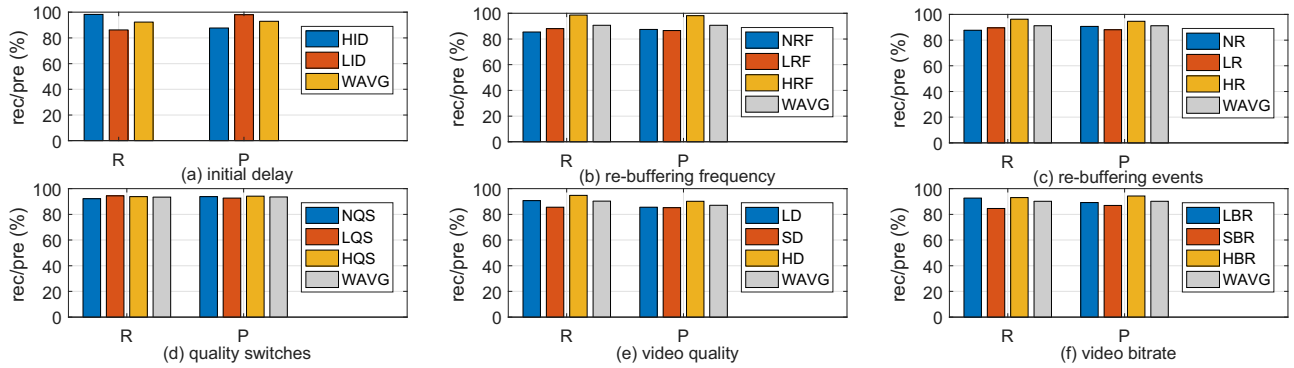 rec/pre (%)
100
80
60
40
20
0
HID
LID
WAVG
R
P
(a) initial delay
rec/pre (%)
100
80
60
40
20
0
NRF
LRF
HRF
WAVG
R
P
(b) re-buffering frequency
rec/pre (%)
100
80
60
40
20
0
NR
LR
HR
WAVG
R
P
(c) re-buffering events
rec/pre (%)
100
80
60
40
20
0
NQS
LQS
HQS
WAVG
R
P
(d) quality switches
rec/pre (%)
100
80
60
40
20
0
LD
SD
HD
WAVG
R
P
(e) video quality
rec/pre (%)
100
80
60
40
20
0
LBR
SBR
HBR
WAVG
R
P
(f) video bitrate